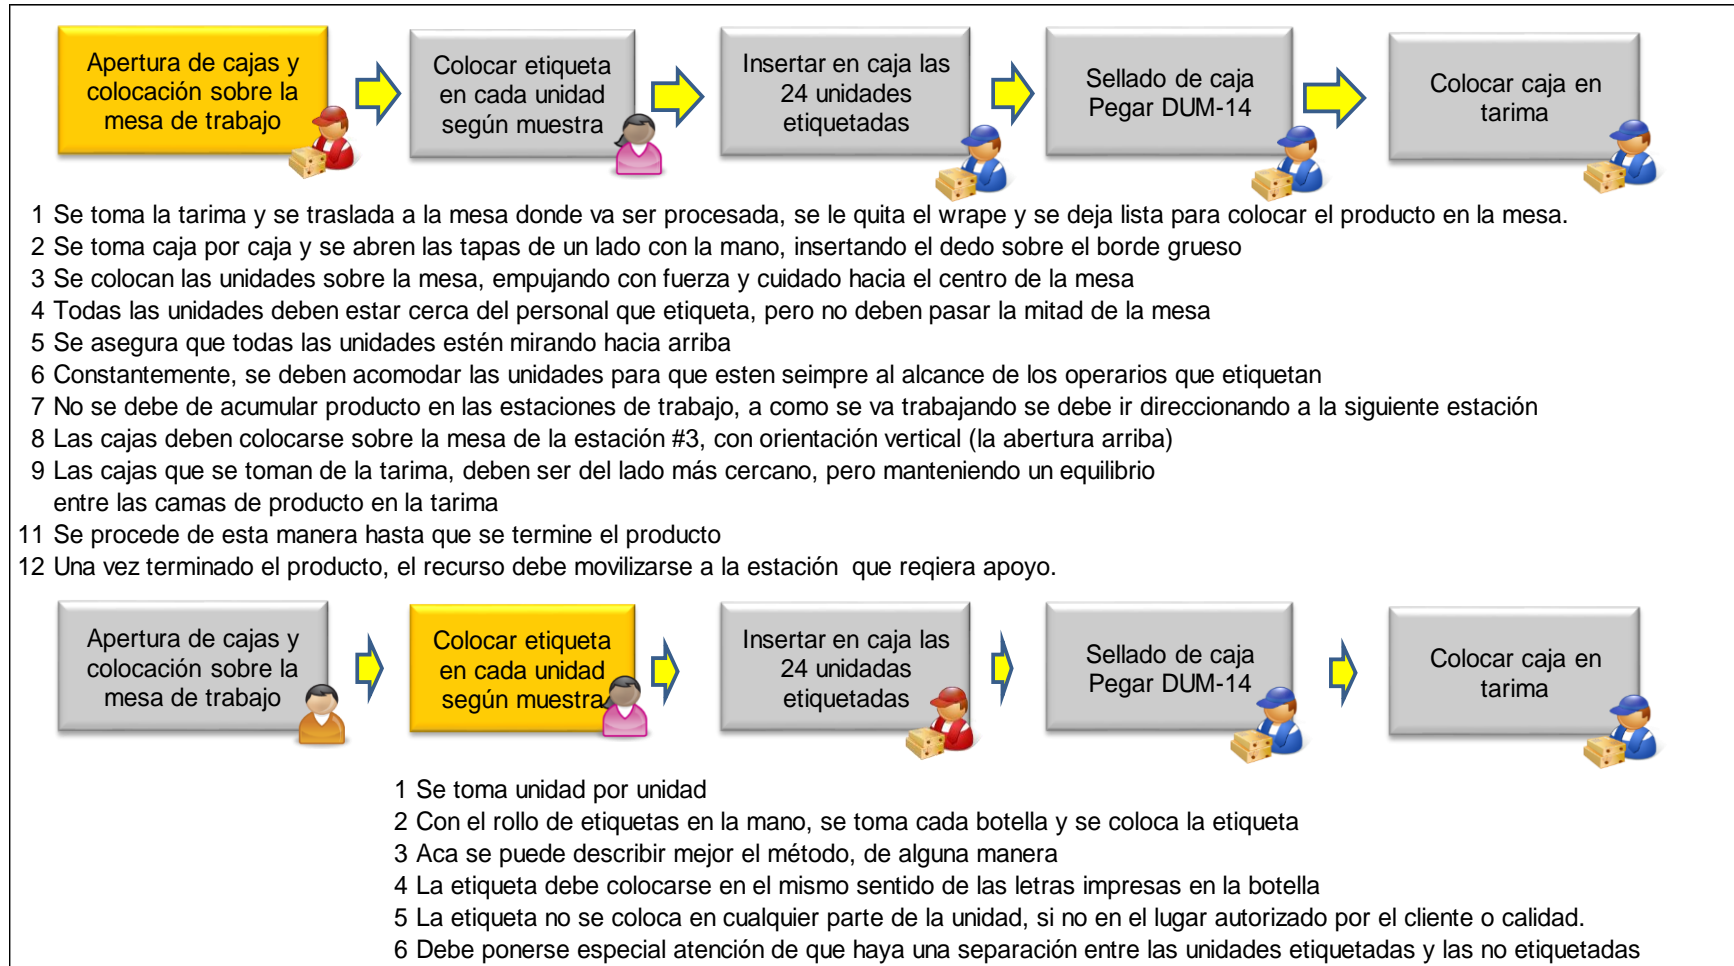 Apertura de cajas y
colocación sobre la
mesa de trabajo
Colocar etiqueta
en cada unidad
según muestra
Insertar en caja las
24 unidades
etiquetadas
Sellado de caja
Pegar DUM-14
Colocar caja en
tarima
1 Se toma la tarima y se traslada a la mesa donde va ser procesada, se le quita el wrape y se deja lista para colocar el producto en la mesa.
2 Se toma caja por caja y se abren las tapas de un lado con la mano, insertando el dedo sobre el borde grueso
3 Se colocan las unidades sobre la mesa, empujando con fuerza y cuidado hacia el centro de la mesa
4 Todas las unidades deben estar cerca del personal que etiqueta, pero no deben pasar la mitad de la mesa
5 Se asegura que todas las unidades estén mirando hacia arriba
6 Constantemente, se deben acomodar las unidades para que esten seimpre al alcance de los operarios que etiquetan
7 No se debe de acumular producto en las estaciones de trabajo, a como se va trabajando se debe ir direccionando a la siguiente estación
8 Las cajas deben colocarse sobre la mesa de la estación #3, con orientación vertical (la abertura arriba)
9 Las cajas que se toman de la tarima, deben ser del lado más cercano, pero manteniendo un equilibrio
entre las camas de producto en la tarima
11 Se procede de esta manera hasta que se termine el producto
12 Una vez terminado el producto, el recurso debe movilizarse a la estación  que reqiera apoyo.
Apertura de cajas y
colocación sobre la
mesa de trabajo
Colocar etiqueta
en cada unidad
según muestra
Insertar en caja las
24 unidadas
etiquetadas
Sellado de caja
Pegar DUM-14
Colocar caja en
tarima
1 Se toma unidad por unidad
2 Con el rollo de etiquetas en la mano, se toma cada botella y se coloca la etiqueta
3 Aca se puede describir mejor el método, de alguna manera
4 La etiqueta debe colocarse en el mismo sentido de las letras impresas en la botella
5 La etiqueta no se coloca en cualquier parte de la unidad, si no en el lugar autorizado por el cliente o calidad.
6 Debe ponerse especial atención de que haya una separación entre las unidades etiquetadas y las no etiquetadas